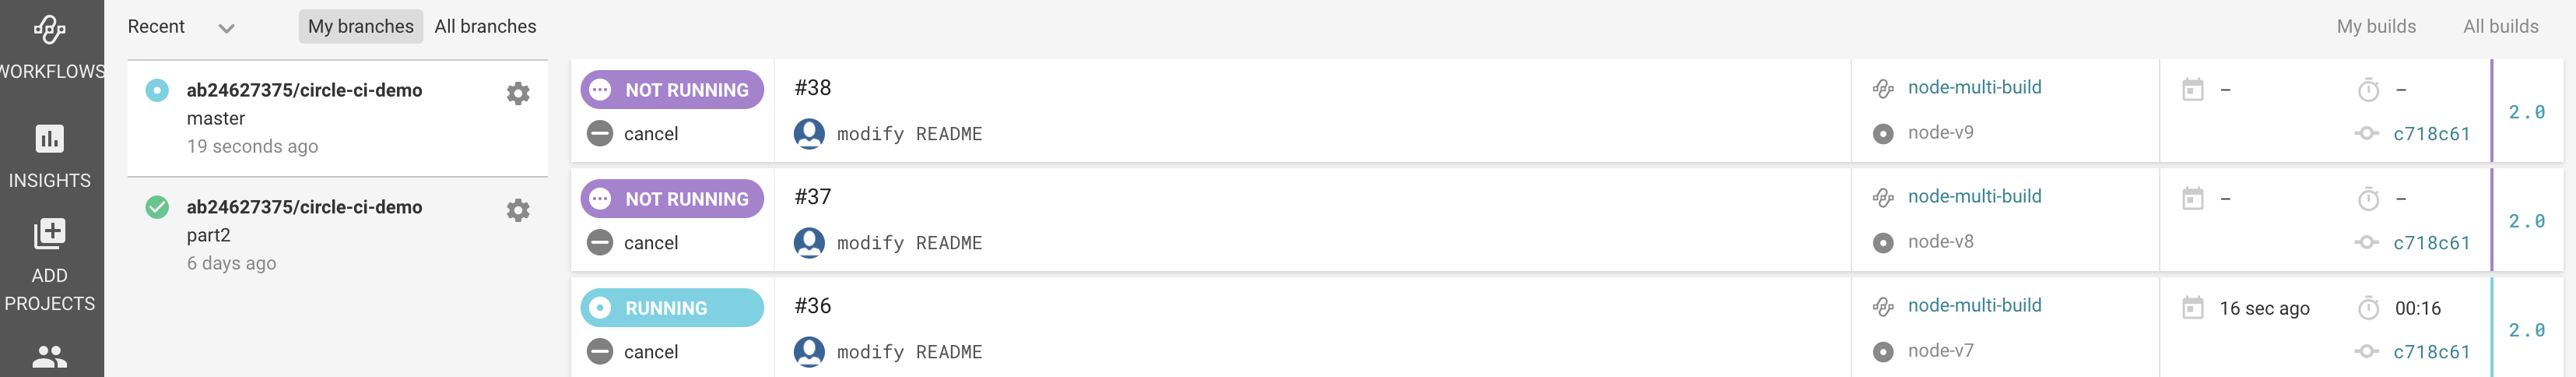 Recent My branches All branches My builds All builds
WORKFLOWS
INSIGHTS
ADD
PROJECTS
ab24627375/circle-ci-demo
master
19 seconds ago
ab24627375/circle-ci-demo
part2
6 days ago
NOT RUNNING #38 node-multi-build – – 2.0
cancel modify README node-v9 c718c61
NOT RUNNING #37 node-multi-build – – 2.0
cancel modify README node-v8 c718c61
RUNNING #36 node-multi-build 16 sec ago 00:16 2.0
cancel modify README node-v7 c718c61